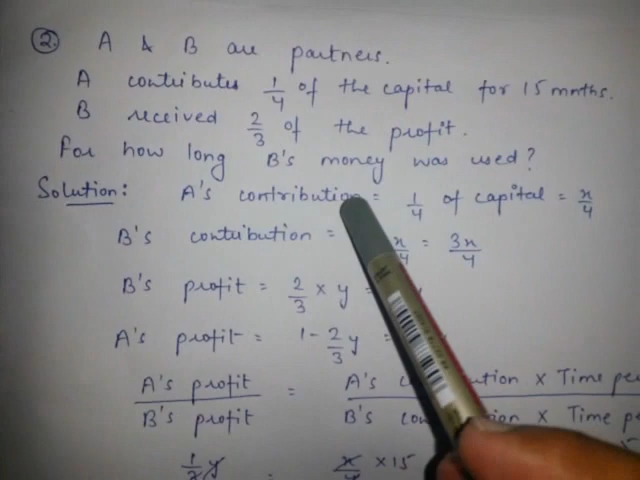 ② A & B are partners.
A contributes 1/4 of the capital for 15 mnths.
B received 2/3 of the profit.
For how long B's money was used?
Solution: A's contribution = 1/4 of capital = x/4
B's contribution = x/4 = 3x/4
B's profit = 2/3 × y =
A's profit = 1 - 2/3 y =
A's profit / B's profit = A's × Time / B's × Time
x/4 × 15